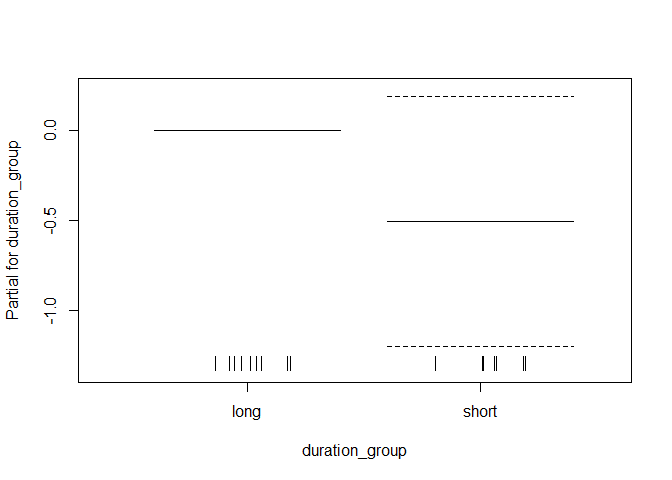 Partial for duration_group
0.0
-0.5
-1.0
long short
duration_group